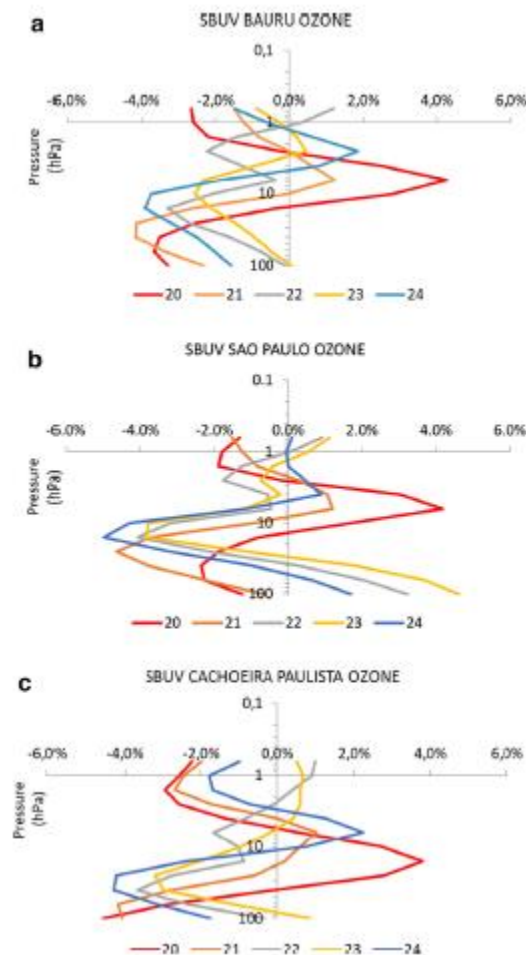 a
SBUV BAURU OZONE
0,1
-6,0% -4,0% -2,0% 0,0% 2,0% 4,0% 6,0%
1
Pressure
(hPa)
10
100
20 21 22 23 24
b
SBUV SAO PAULO OZONE
0,1
-6.0% -4.0% -2.0% 0.0% 2.0% 4.0% 6.0%
1
Pressure
(hPa)
10
100
20 21 22 23 24
c
SBUV CACHOEIRA PAULISTA OZONE
0,1
-6,0% -4,0% -2,0% 0,0% 2,0% 4,0% 6,0%
1
Pressure
(hPa)
10
100
20 21 22 23 24